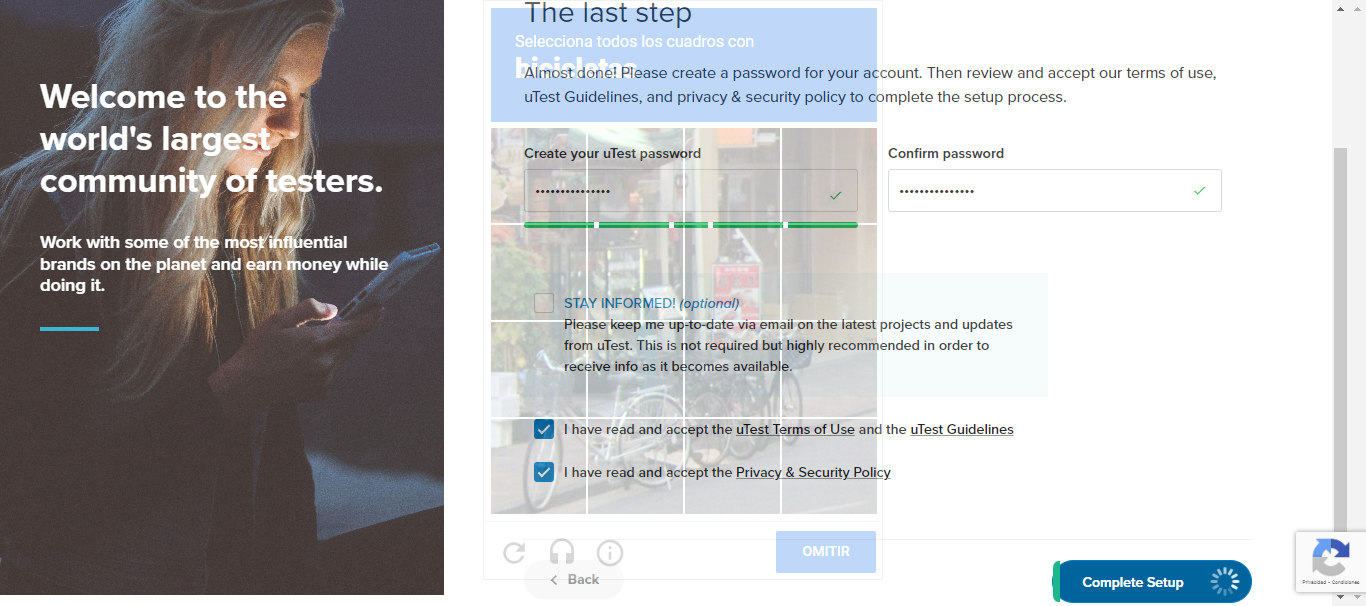 Welcome to the
world's largest
community of testers.
Work with some of the most influential
brands on the planet and earn money while
doing it.
The last step
Selecciona todos los cuadros con
bicicletas
Almost done! Please create a password for your account. Then review and accept our terms of use,
uTest Guidelines, and privacy & security policy to complete the setup process.
Create your uTest password
Confirm password
•••••••••••••••
•••••••••••••••
STAY INFORMED! (optional)
Please keep me up-to-date via email on the latest projects and updates
from uTest. This is not required but highly recommended in order to
receive info as it becomes available.
I have read and accept the uTest Terms of Use and the uTest Guidelines
I have read and accept the Privacy & Security Policy
OMITIR
Back
Complete Setup
Privacidad - Condiciones